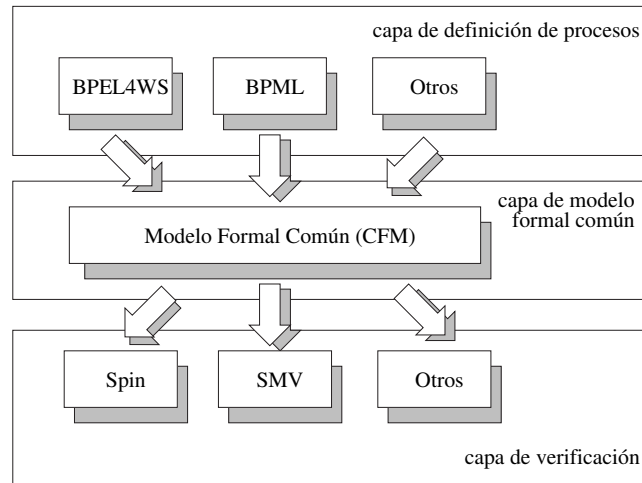 capa de definición de procesos
BPEL4WS
BPML
Otros
capa de modelo
formal común
Modelo Formal Común (CFM)
Spin
SMV
Otros
capa de verificación